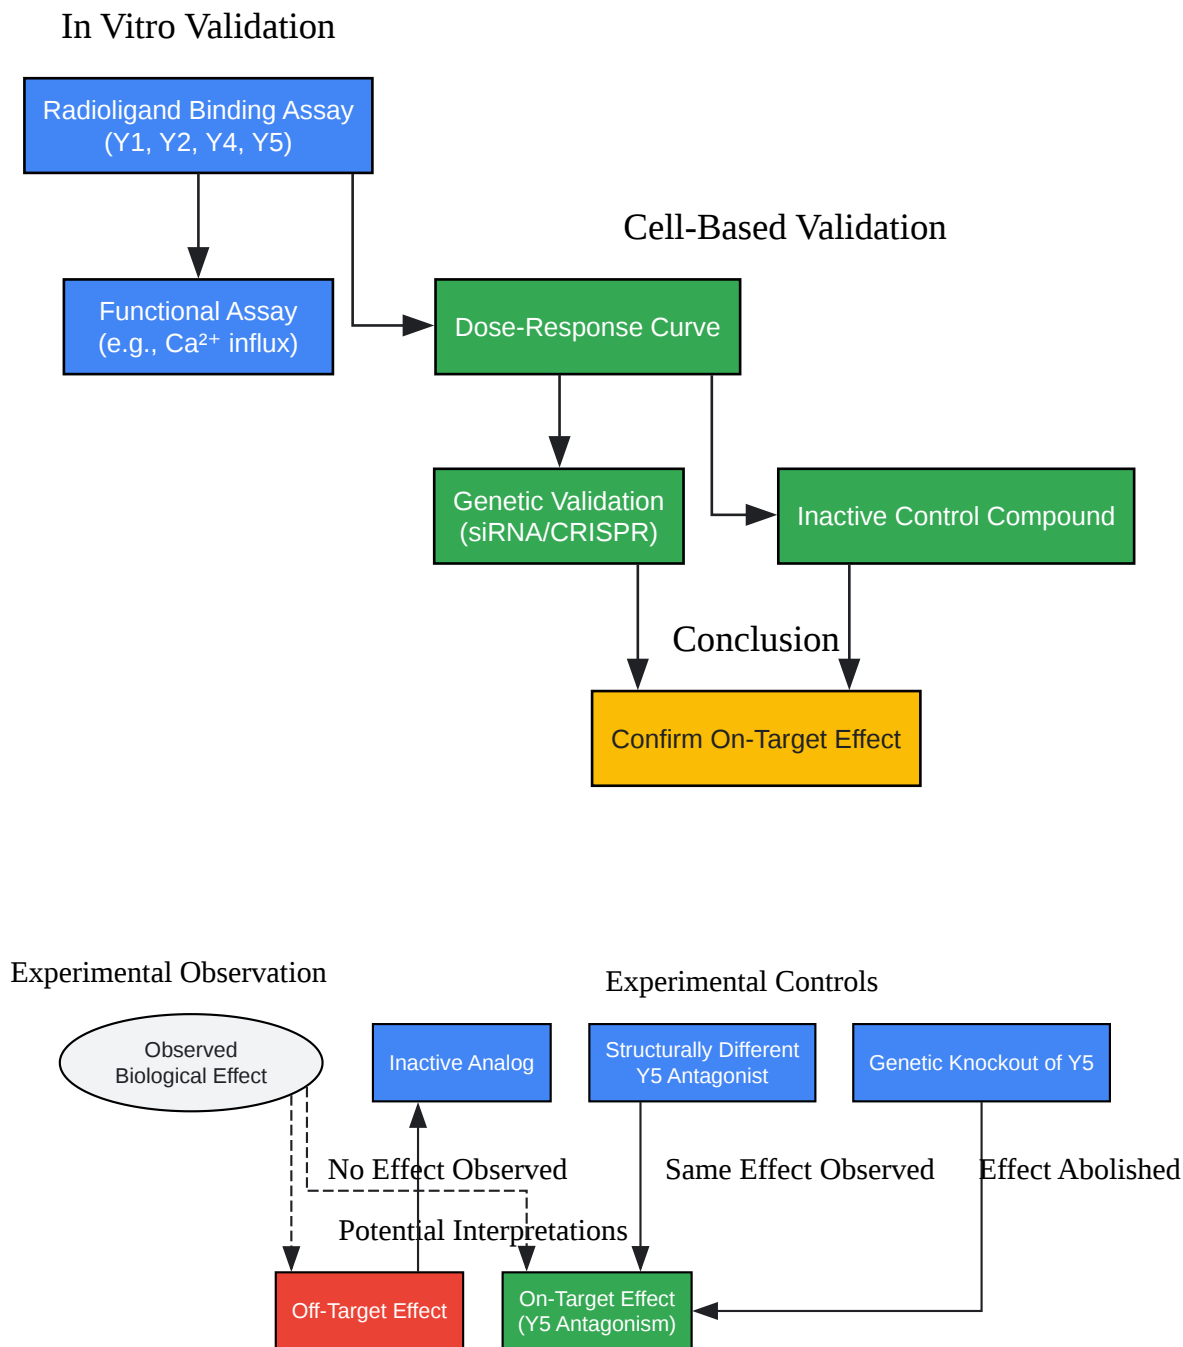 In Vitro Validation
Radioligand Binding Assay
(Y1, Y2, Y4, Y5)
Cell-Based Validation
Functional Assay
(e.g., Ca²⁺ influx)
Dose-Response Curve
Genetic Validation
(siRNA/CRISPR)
Inactive Control Compound
Conclusion
Confirm On-Target Effect
Experimental Observation
Experimental Controls
Observed
Biological Effect
Inactive Analog
Structurally Different
Y5 Antagonist
Genetic Knockout of Y5
No Effect Observed
Same Effect Observed
Effect Abolished
Potential Interpretations
Off-Target Effect
On-Target Effect
(Y5 Antagonism)